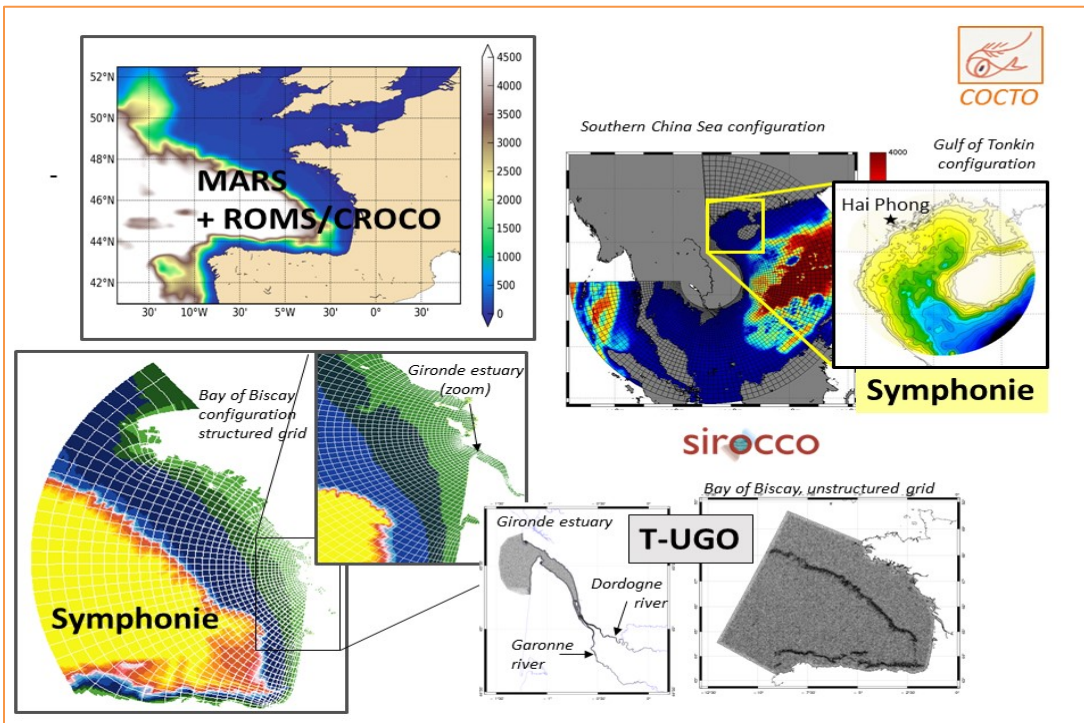 4500
4000
3500
3000
2500
2000
1500
1000
500
0
52°N
50°N
48°N
46°N
44°N
42°N
30'
10°W
30'
5°W
30'
0°
30'
MARS
+ ROMS/CROCO
COCTO
Southern China Sea configuration
4000
Gulf of Tonkin
configuration
Hai Phong
Symphonie
Bay of Biscay
configuration
structured grid
Gironde estuary
(zoom)
Symphonie
sirocco
Bay of Biscay, unstructured grid
Gironde estuary
T-UGO
Dordogne
river
Garonne
river